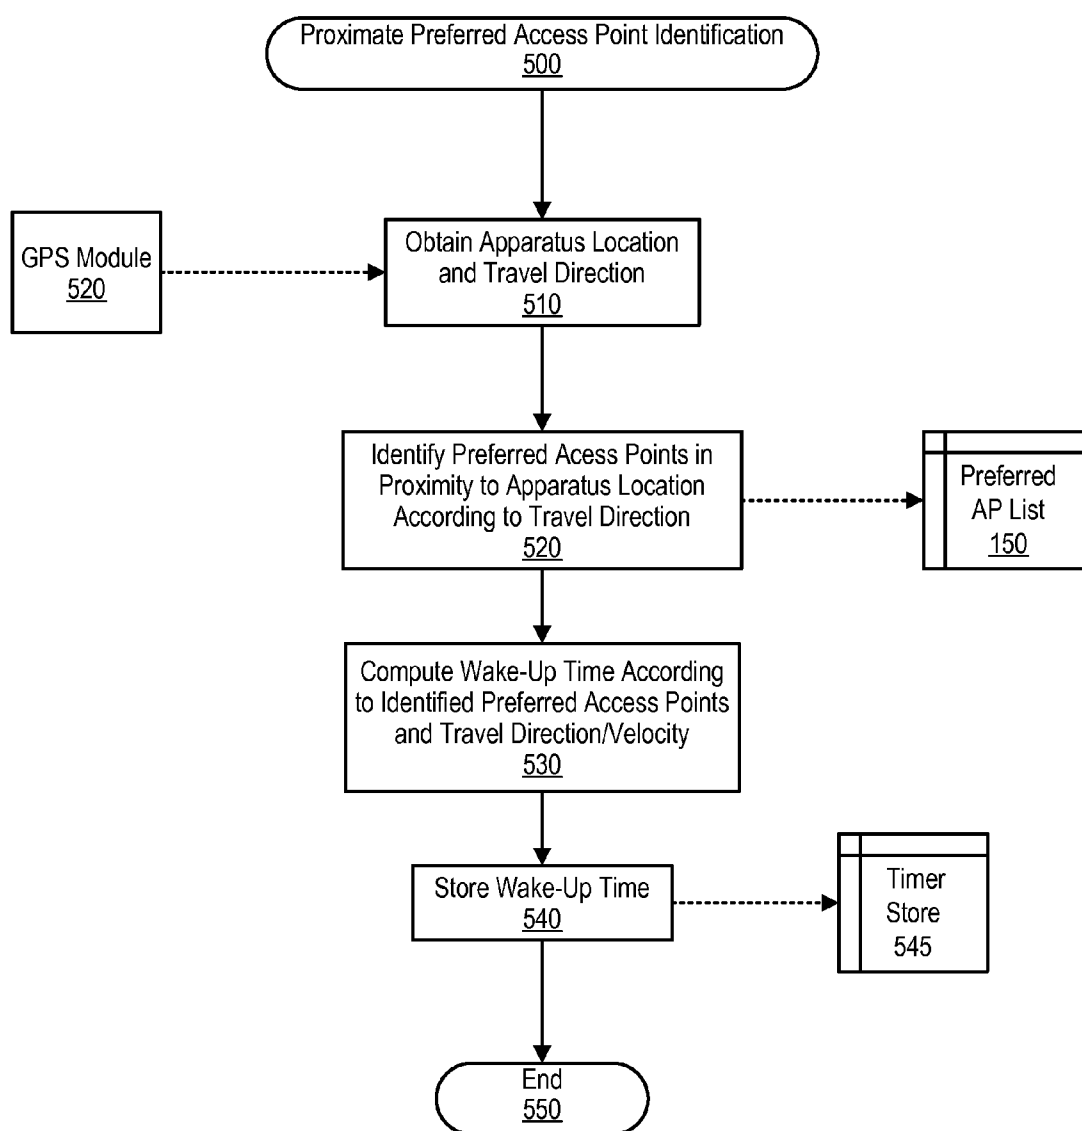 Proximate Preferred Access Point Identification
500
GPS Module
520
Obtain Apparatus Location
and Travel Direction
510
Identify Preferred Acess Points in
Proximity to Apparatus Location
According to Travel Direction
520
Preferred
AP List
150
Compute Wake-Up Time According
to Identified Preferred Access Points
and Travel Direction/Velocity
530
Store Wake-Up Time
540
Timer
Store
545
End
550